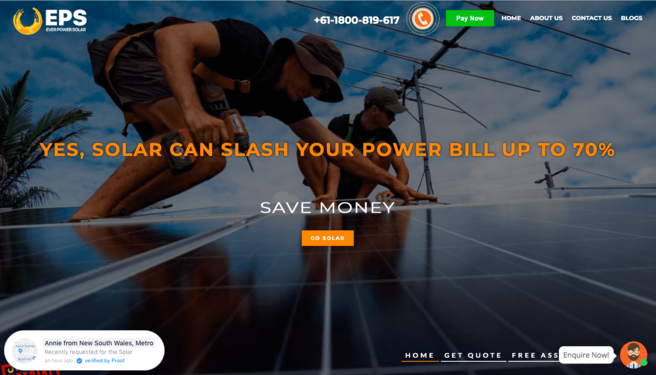 EPS
EVER POWER SOLAR
+61-1800-819-617
Pay Now
HOME
ABOUT US
CONTACT US
BLOGS
YES, SOLAR CAN SLASH YOUR POWER BILL UP TO 70%
SAVE MONEY
GO SOLAR
Annie from New South Wales, Metro
Recently requested for the Solar
an hour ago
verified by Proof
HOME
GET QUOTE
FREE ASS
Enquire Now!